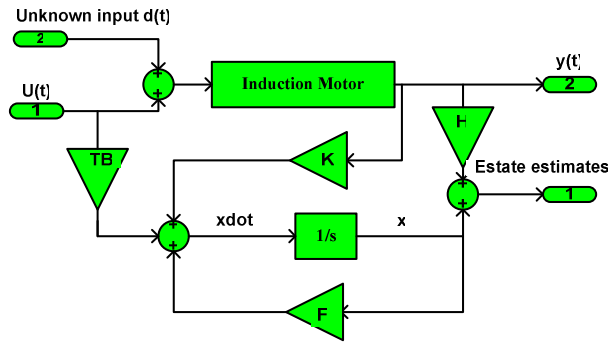 Unknown input d(t)
2
y(t)
U(t)
Induction Motor
2
1
+
+
H
TB
K
Estate estimates
+
+
1
xdot
x
+
+
1/s
F